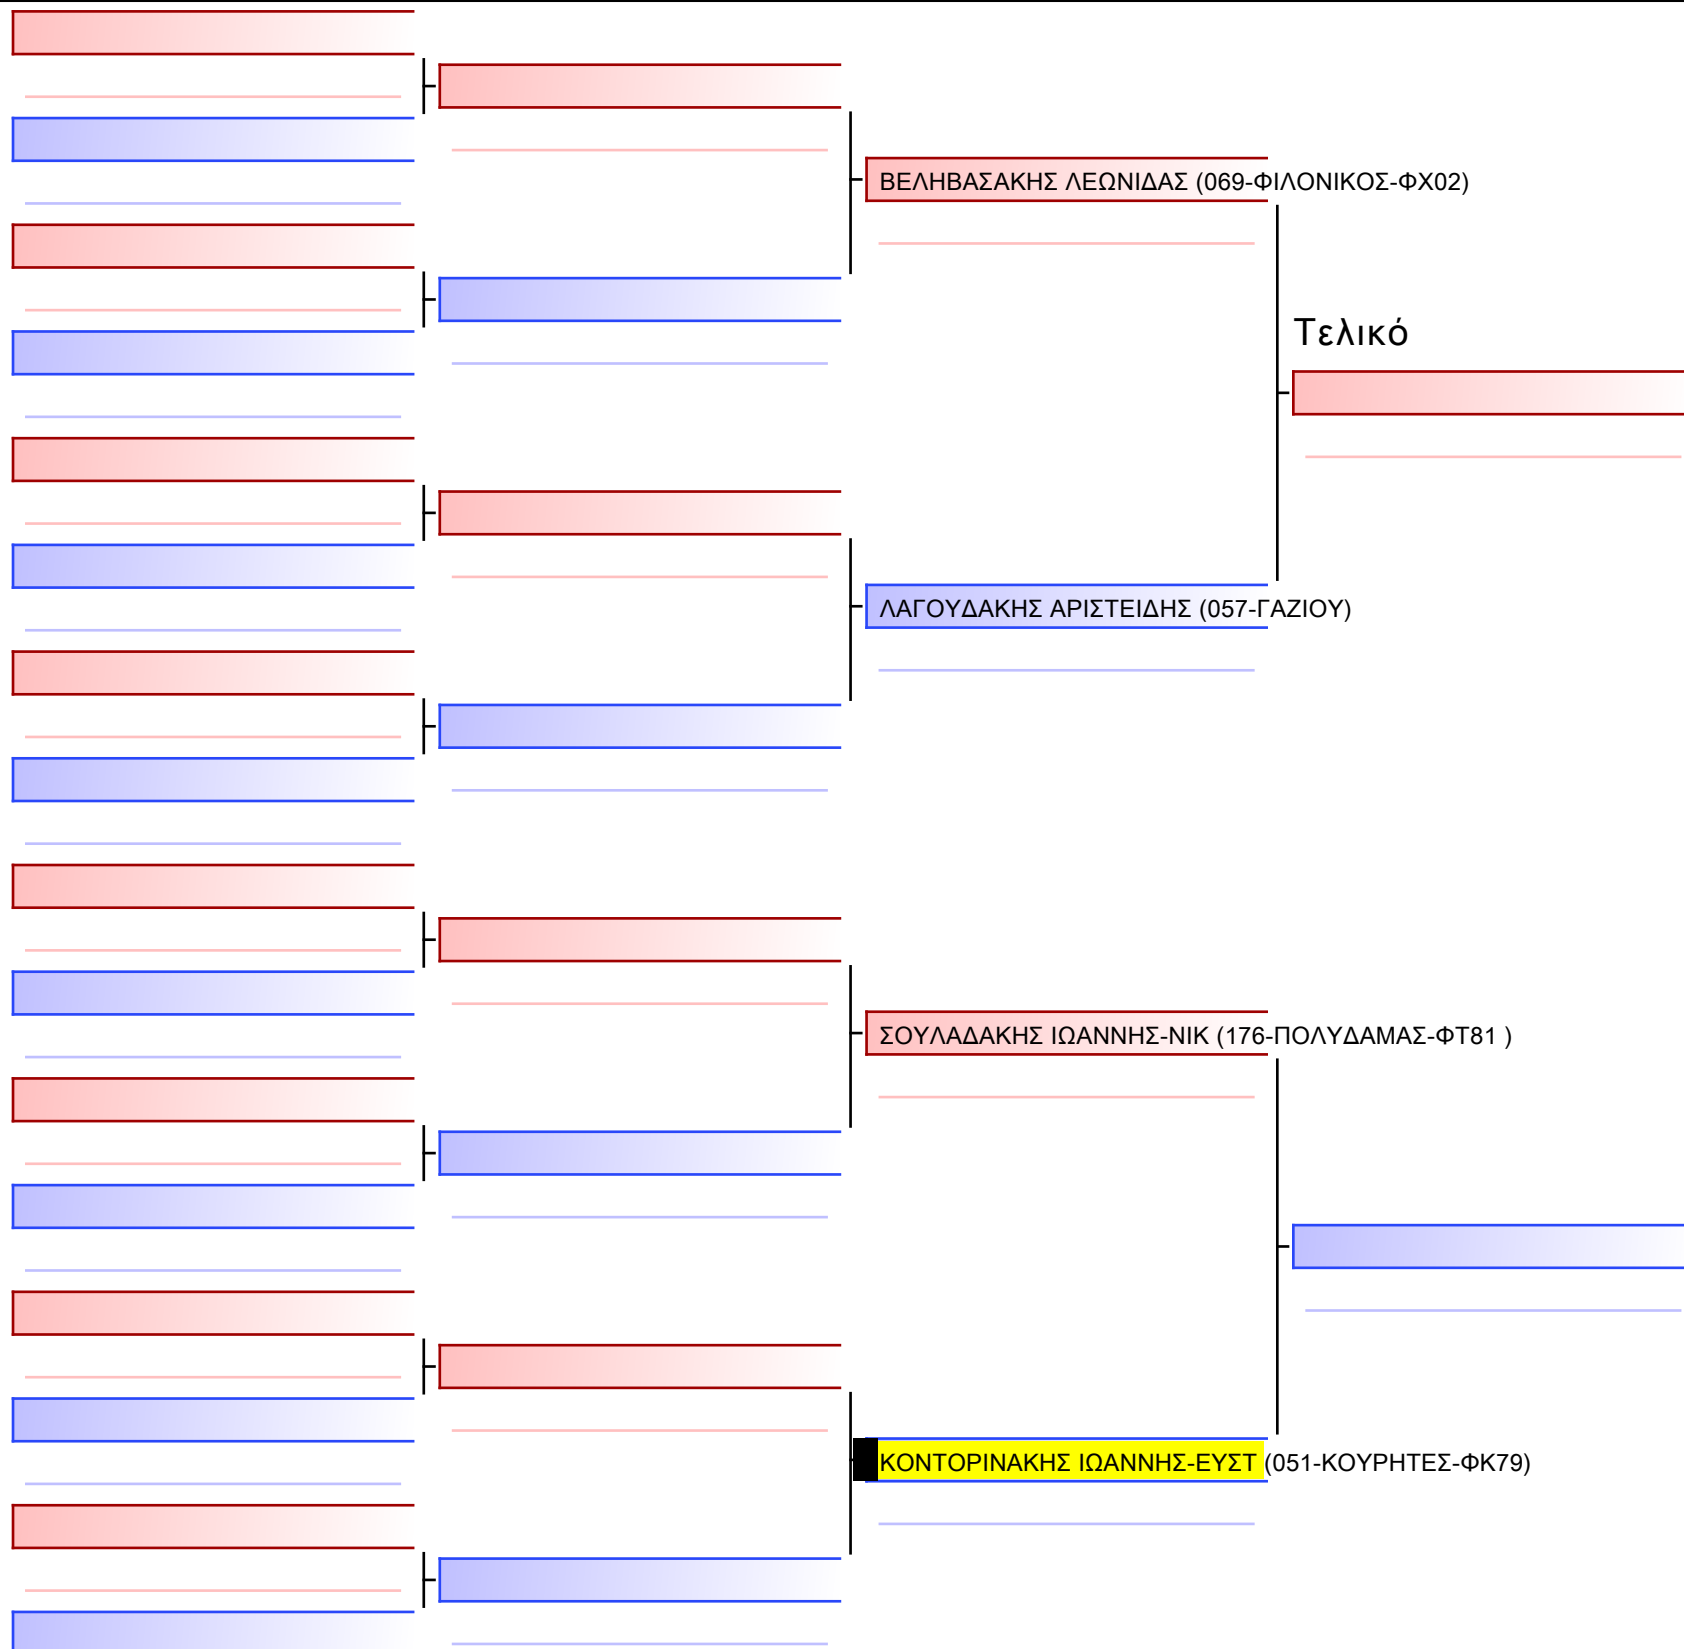 ΒΕΛΗΒΑΣΑΚΗΣ ΛΕΩΝΙΔΑΣ (069-ΦΙΛΟΝΙΚΟΣ-ΦΧ02)
Τελικό
ΛΑΓΟΥΔΑΚΗΣ ΑΡΙΣΤΕΙΔΗΣ (057-ΓΑΖΙΟΥ)
ΣΟΥΛΑΔΑΚΗΣ ΙΩΑΝΝΗΣ-ΝΙΚ (176-ΠΟΛΥΔΑΜΑΣ-ΦΤ81 )
ΚΟΝΤΟΡΙΝΑΚΗΣ ΙΩΑΝΝΗΣ-ΕΥΣΤ (051-ΚΟΥΡΗΤΕΣ-ΦΚ79)